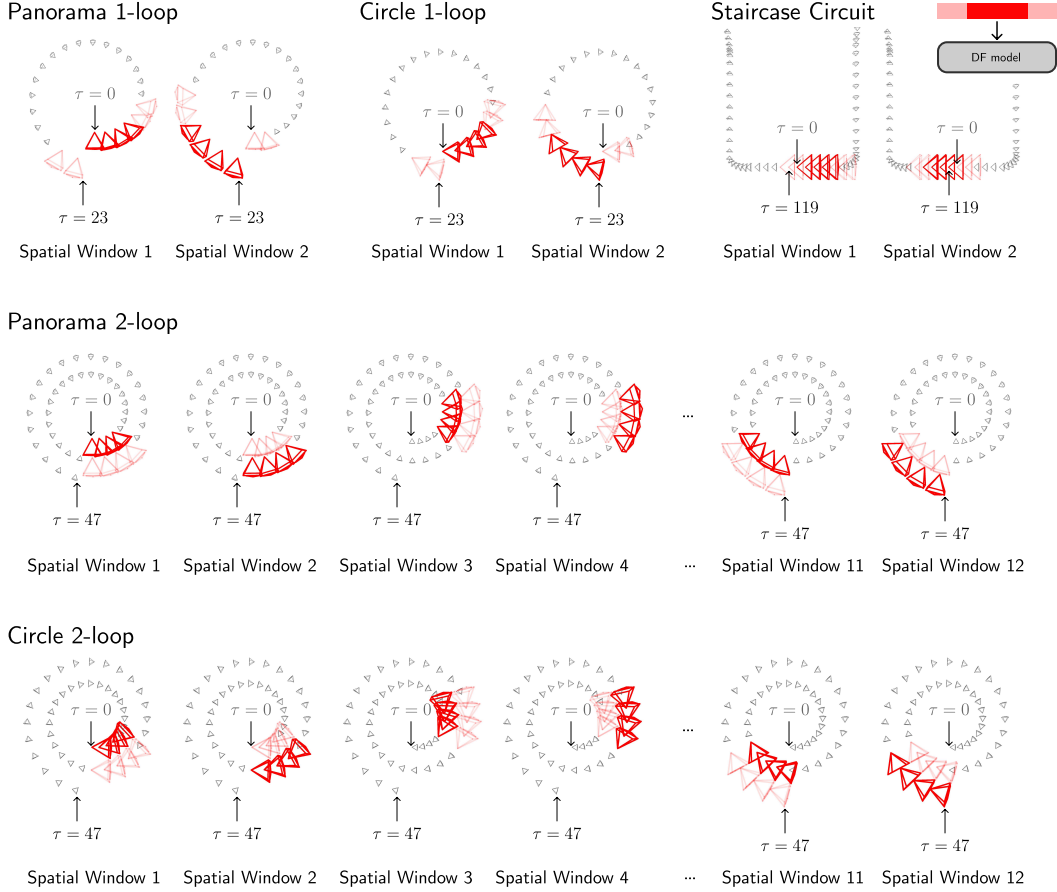 Panorama 1-loop
Circle 1-loop
Staircase Circuit
DF model
τ = 0
τ = 0
τ = 0
τ = 0
τ = 0
τ = 0
τ = 23
τ = 23
τ = 23
τ = 23
τ = 119
τ = 119
Spatial Window 1
Spatial Window 2
Spatial Window 1
Spatial Window 2
Spatial Window 1
Spatial Window 2
Panorama 2-loop
τ = 0
τ = 0
τ = 0
τ = 0
...
τ = 0
τ = 0
τ = 47
τ = 47
τ = 47
τ = 47
τ = 47
τ = 47
Spatial Window 1
Spatial Window 2
Spatial Window 3
Spatial Window 4
...
Spatial Window 11
Spatial Window 12
Circle 2-loop
τ = 0
τ = 0
τ = 0
τ = 0
...
τ = 0
τ = 0
τ = 47
τ = 47
τ = 47
τ = 47
τ = 47
τ = 47
Spatial Window 1
Spatial Window 2
Spatial Window 3
Spatial Window 4
...
Spatial Window 11
Spatial Window 12